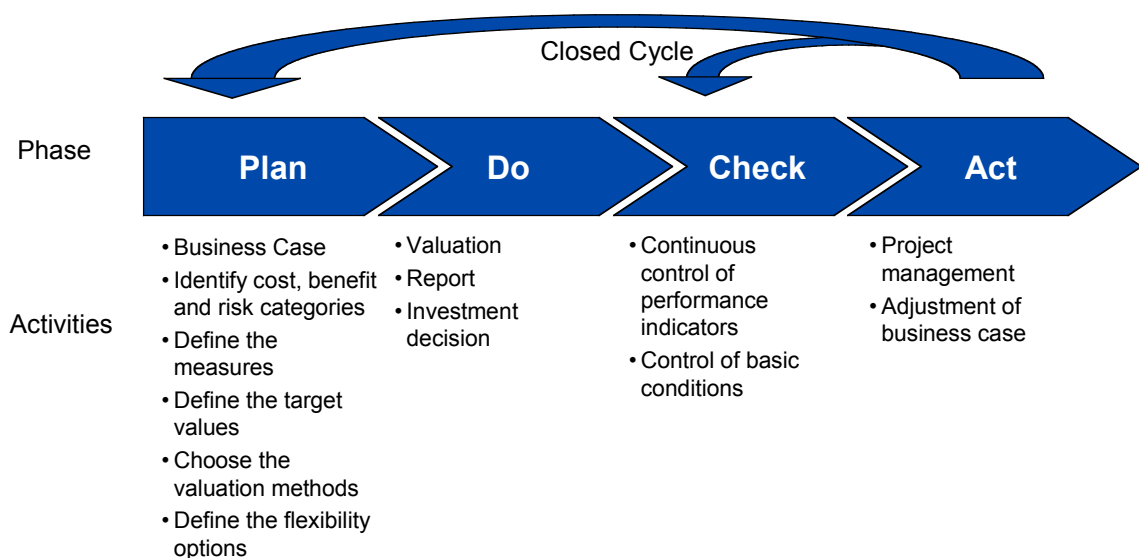 Closed Cycle
Phase
Plan
Do
Check
Act
Activities
• Business Case
• Identify cost, benefit
and risk categories
• Define the
measures
• Define the target
values
• Choose the
valuation methods
• Define the flexibility
options
• Valuation
• Report
• Investment
decision
• Continuous
control of
performance
indicators
• Control of basic
conditions
• Project
management
• Adjustment of
business case